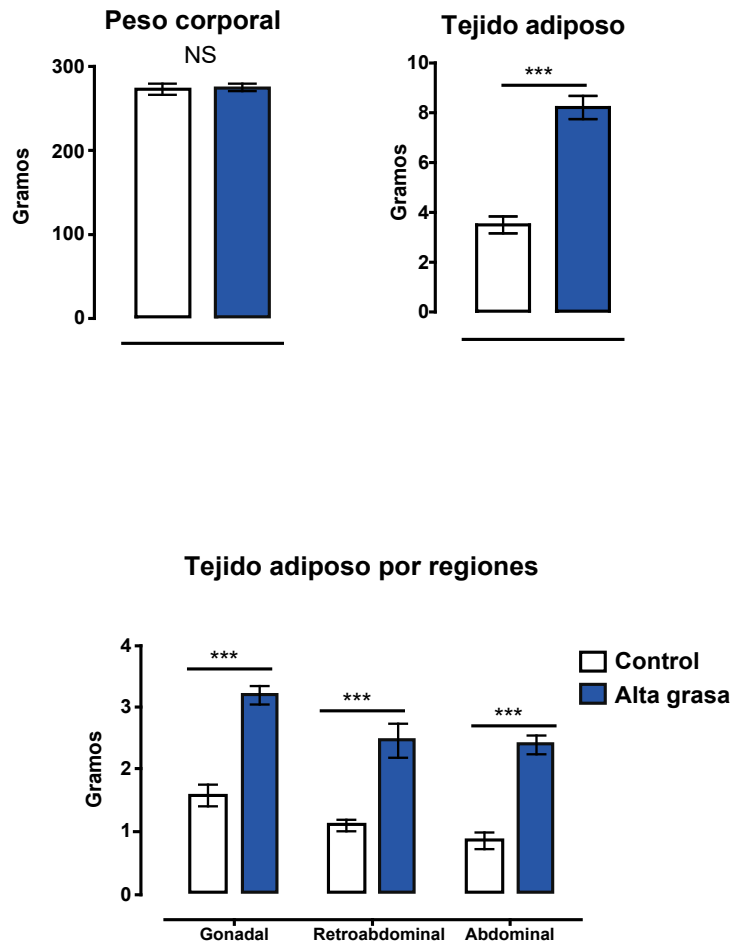 Peso corporal
NS
300
200
100
0
Gramos
Tejido adiposo
***
10
8
6
4
2
0
Gramos
Tejido adiposo por regiones
4
3
2
1
0
Gramos
***
***
***
Control
Alta grasa
Gonadal
Retroabdominal
Abdominal